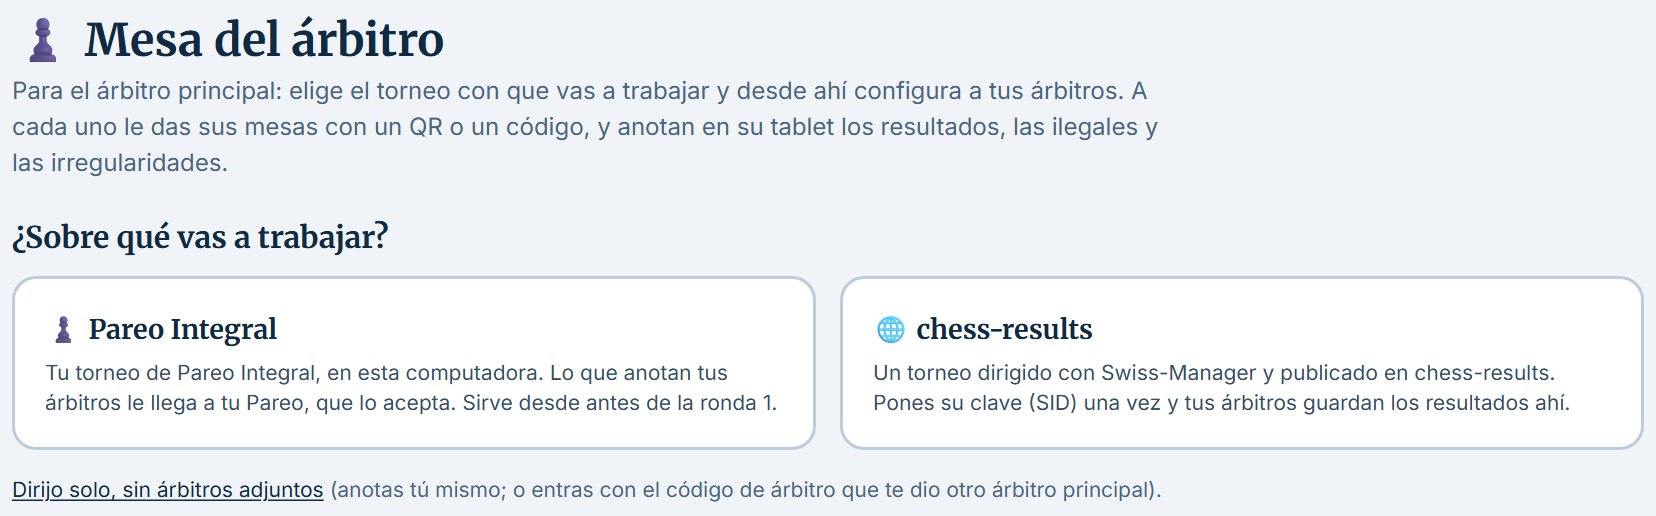 Mesa del árbitro
Para el árbitro principal: elige el torneo con que vas a trabajar y desde ahí configura a tus árbitros. A
cada uno le das sus mesas con un QR o un código, y anotan en su tablet los resultados, las ilegales y
las irregularidades.
¿Sobre qué vas a trabajar?
Pareo Integral
Tu torneo de Pareo Integral, en esta computadora. Lo que anotan tus
árbitros le llega a tu Pareo, que lo acepta. Sirve desde antes de la ronda 1.
chess-results
Un torneo dirigido con Swiss-Manager y publicado en chess-results.
Pones su clave (SID) una vez y tus árbitros guardan los resultados ahí.
Dirijo solo, sin árbitros adjuntos (anotas tú mismo; o entras con el código de árbitro que te dio otro árbitro principal).